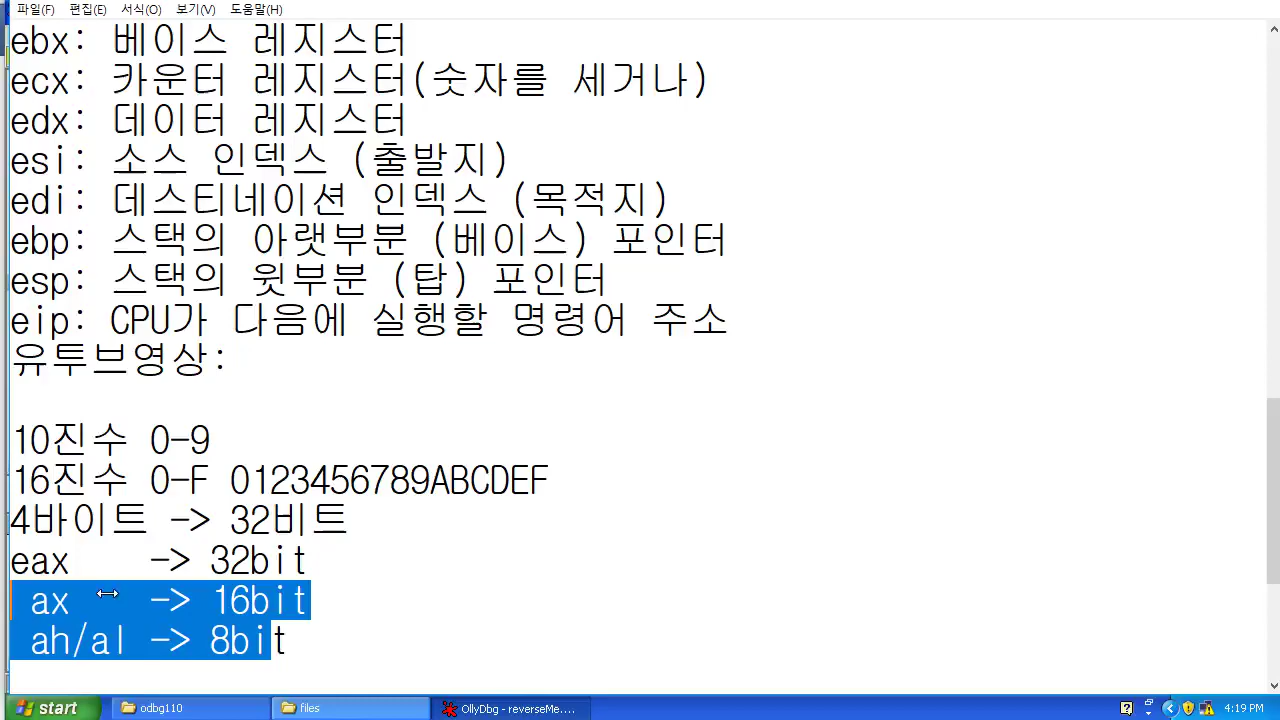 파일(F) 편집(E) 서식(O) 보기(V) 도움말(H)
ebx: 베이스 레지스터
ecx: 카운터 레지스터(숫자를 세거나)
edx: 데이터 레지스터
esi: 소스 인덱스 (출발지)
edi: 데스티네이션 인덱스 (목적지)
ebp: 스택의 아랫부분 (베이스) 포인터
esp: 스택의 윗부분 (탑) 포인터
eip: CPU가 다음에 실행할 명령어 주소
유투브영상:
10진수 0-9
16진수 0-F 0123456789ABCDEF
4바이트 -> 32비트
eax -> 32bit
ax -> 16bit
ah/al -> 8bit
start odbg110 files OllyDbg - reverseMe.... 4:19 PM